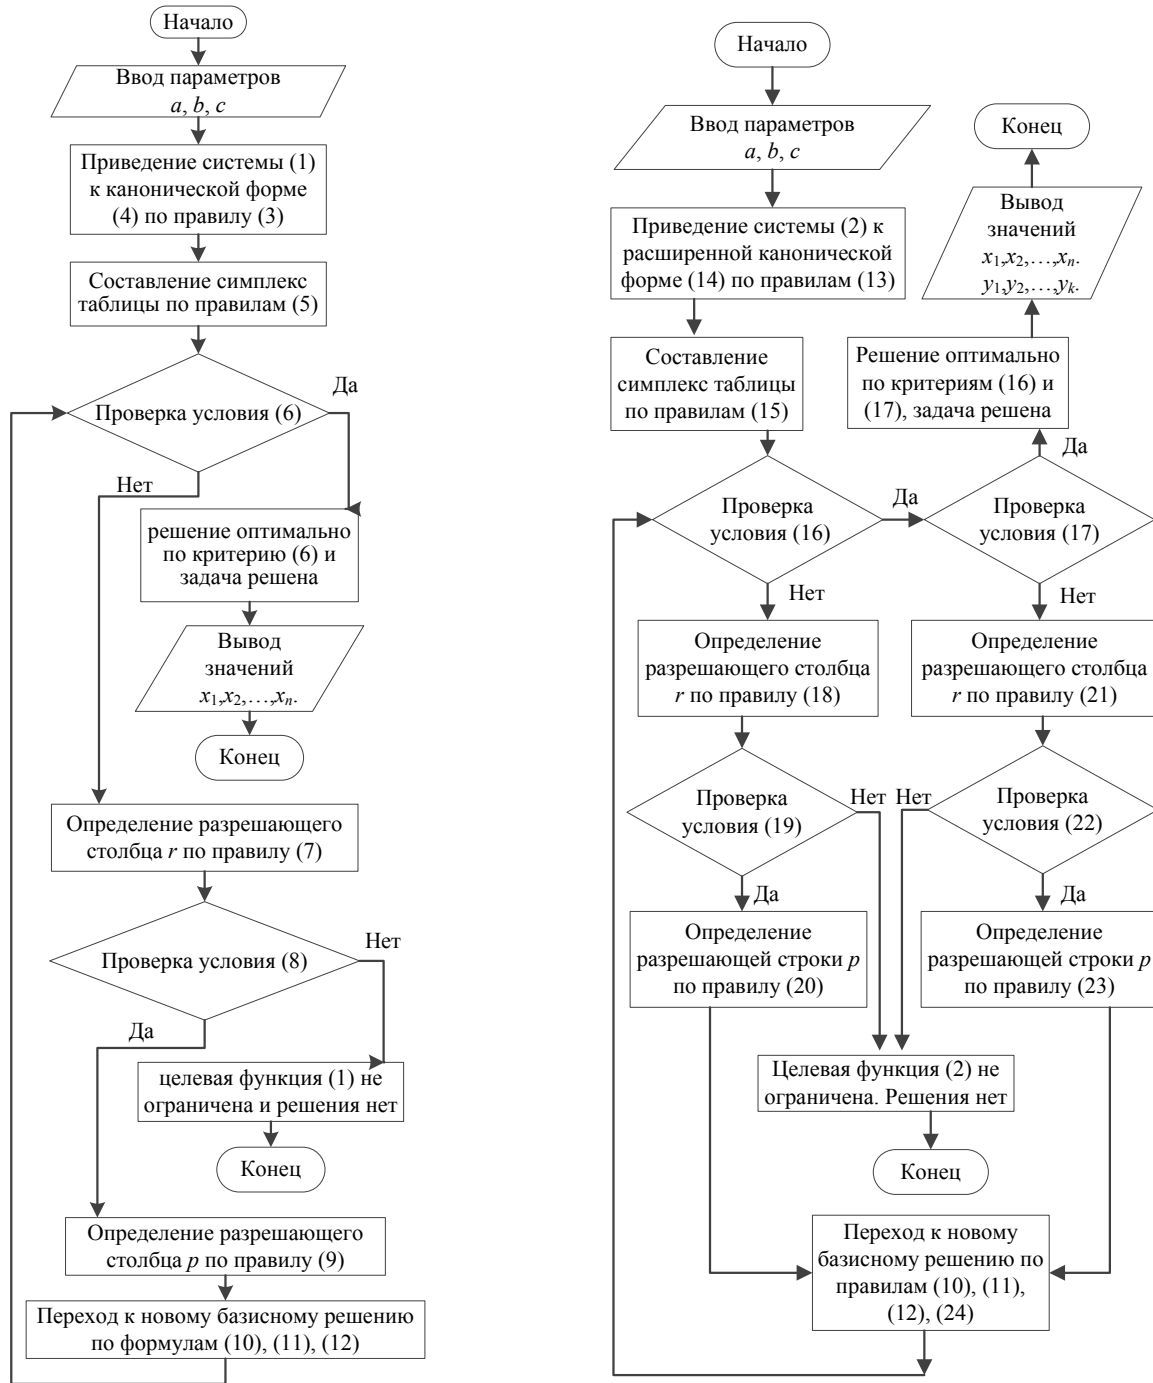 Начало
Ввод параметров
a, b, c
Приведение системы (1)
к канонической форме
(4) по правилу (3)
Составление симплекс
таблицы по правилам (5)
Проверка условия (6)
Да
Нет
решение оптимально
по критерию (6) и
задача решена
Вывод
значений
x₁,x₂,…,xₙ.
Конец
Определение разрешающего
столбца r по правилу (7)
Проверка условия (8)
Нет
Да
целевая функция (1) не
ограничена и решения нет
Конец
Определение разрешающего
столбца p по правилу (9)
Переход к новому базисному решению
по формулам (10), (11), (12)
Начало
Ввод параметров
a, b, c
Приведение системы (2) к
расширенной канонической
форме (14) по правилам (13)
Составление
симплекс таблицы
по правилам (15)
Проверка
условия (16)
Да
Проверка
условия (17)
Да
Решение оптимально
по критериям (16) и
(17), задача решена
Вывод
значений
x₁,x₂,…,xₙ.
y₁,y₂,…,yₖ.
Конец
Нет
Определение
разрешающего столбца
r по правилу (18)
Нет
Определение
разрешающего столбца
r по правилу (21)
Проверка
условия (19)
Нет
Да
Проверка
условия (22)
Нет
Да
Определение
разрешающей строки p
по правилу (20)
Определение
разрешающей строки p
по правилу (23)
Целевая функция (2) не
ограничена. Решения нет
Конец
Переход к новому
базисному решению по
правилам (10), (11),
(12), (24)